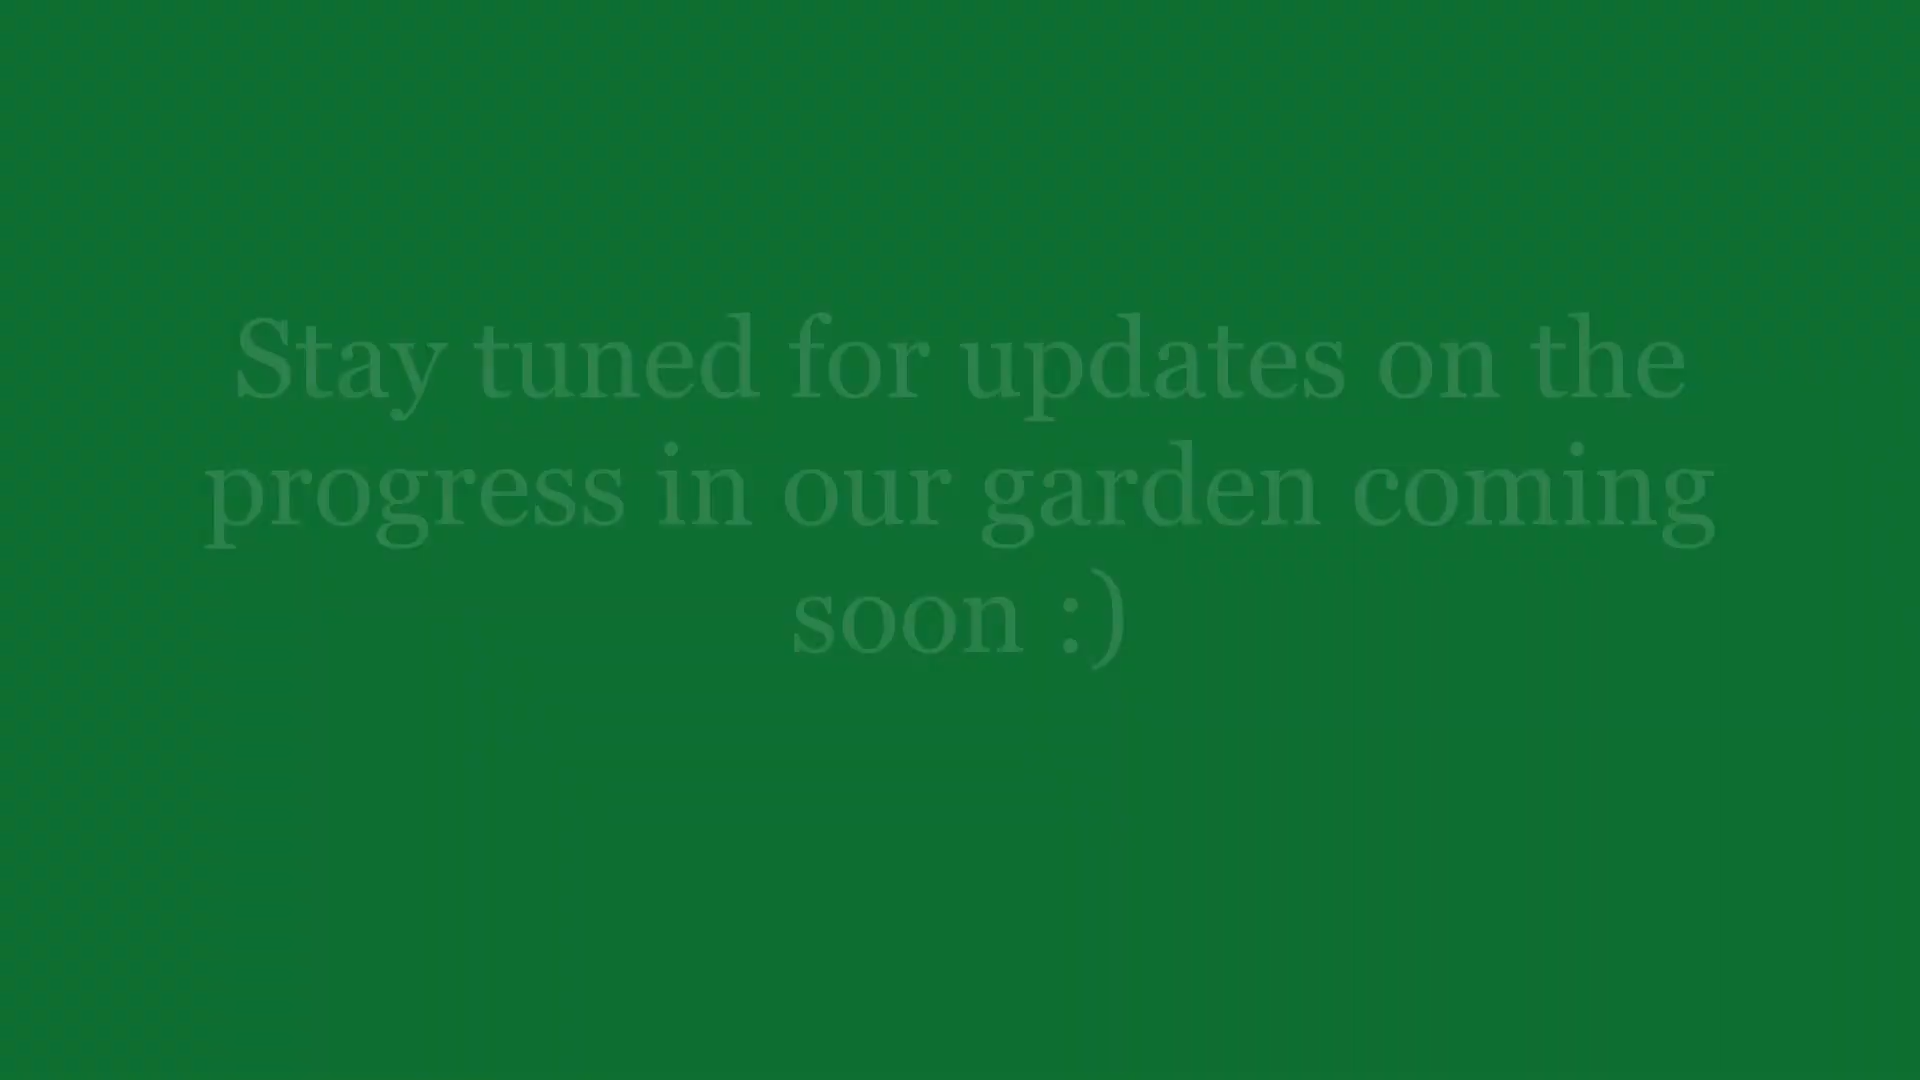 Stay tuned for updates on the
progress in our garden coming
soon :)